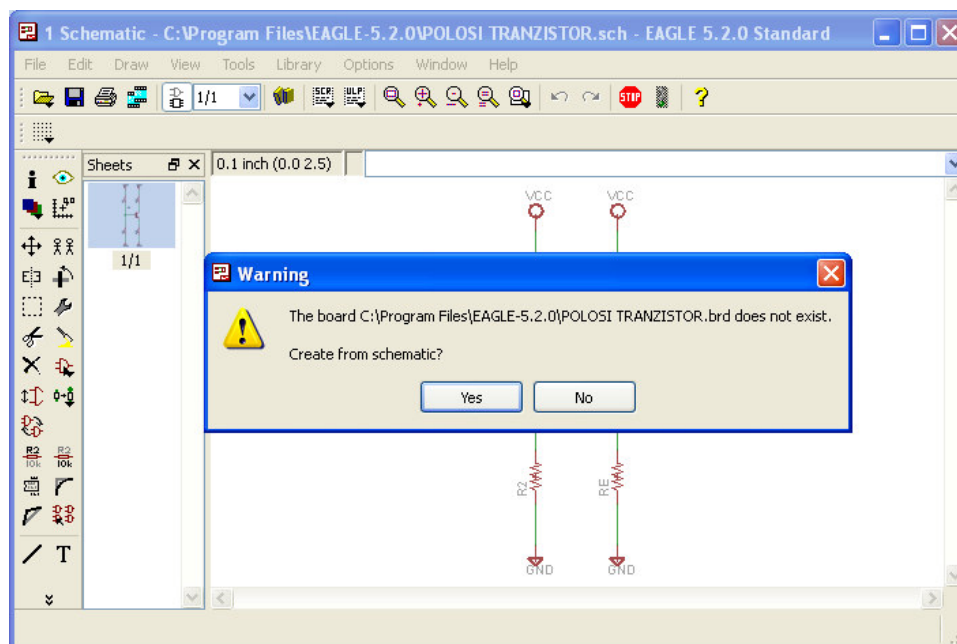 1 Schematic - C:\Program Files\EAGLE-5.2.0\POLOSI TRANZISTOR.sch - EAGLE 5.2.0 Standard
File Edit Draw View Tools Library Options Window Help
1/1 SCR ULP STOP ?
Sheets 0.1 inch (0.0 2.5)
1/1
VCC VCC
Warning
The board C:\Program Files\EAGLE-5.2.0\POLOSI TRANZISTOR.brd does not exist.
Create from schematic?
Yes No
R2 R2
10k 10k
R2 RE
T
GND GND